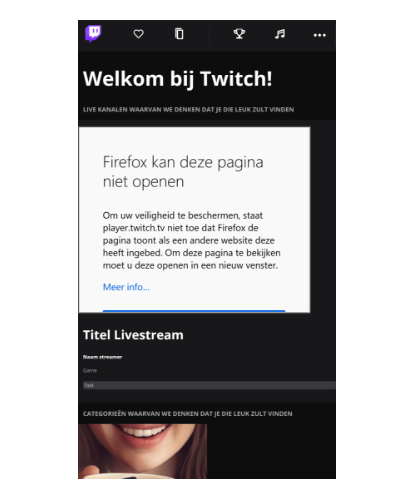 Welkom bij Twitch!
LIVE KANALEN WAARVAN WE DENKEN DAT JE DIE LEUK ZULT VINDEN
Firefox kan deze pagina
niet openen
Om uw veiligheid te beschermen, staat
player.twitch.tv niet toe dat Firefox de
pagina toont als een andere website deze
heeft ingebed. Om deze pagina te bekijken
moet u deze openen in een nieuw venster.
Meer info...
Titel Livestream
Naam streamer
Game
Taal
CATEGORIEËN WAARVAN WE DENKEN DAT JE DIE LEUK ZULT VINDEN